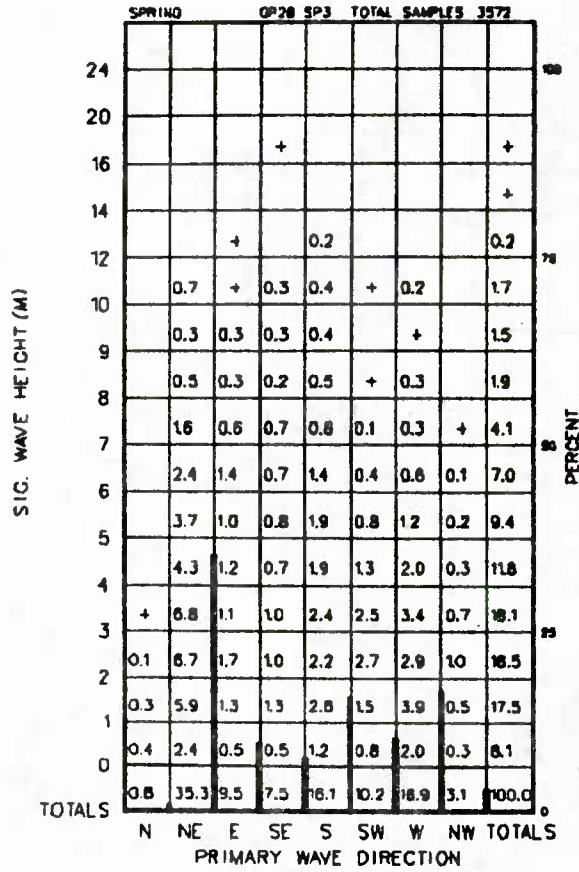 SPRING GP28 SP3 TOTAL SAMPLES 3572
24 100
20
+ +
16
+
14
+ 0.2 0.2
12 75
0.7 + 0.3 0.4 + 0.2 1.7
10
0.3 0.3 0.3 0.4 + 1.5
9
0.5 0.3 0.2 0.5 + 0.3 1.9
8
1.6 0.6 0.7 0.8 0.1 0.3 + 4.1
7 50
2.4 1.4 0.7 1.4 0.4 0.6 0.1 7.0
6
3.7 1.0 0.8 1.9 0.8 1.2 0.2 9.4
5
4.3 1.2 0.7 1.9 1.3 2.0 0.3 11.8
4
+ 6.8 1.1 1.0 2.4 2.5 3.4 0.7 18.1
3 25
0.1 6.7 1.7 1.0 2.2 2.7 2.9 1.0 18.5
2
0.3 5.9 1.3 1.3 2.8 1.5 3.9 0.5 17.5
1
0.4 2.4 0.5 0.5 1.2 0.8 2.0 0.3 8.1
0
0.8 35.3 9.5 7.5 16.1 10.2 16.9 3.1 100.0
TOTALS 0
N NE E SE S SW W NW TOTALS
PRIMARY WAVE DIRECTION
SIG. WAVE HEIGHT (M)
PERCENT